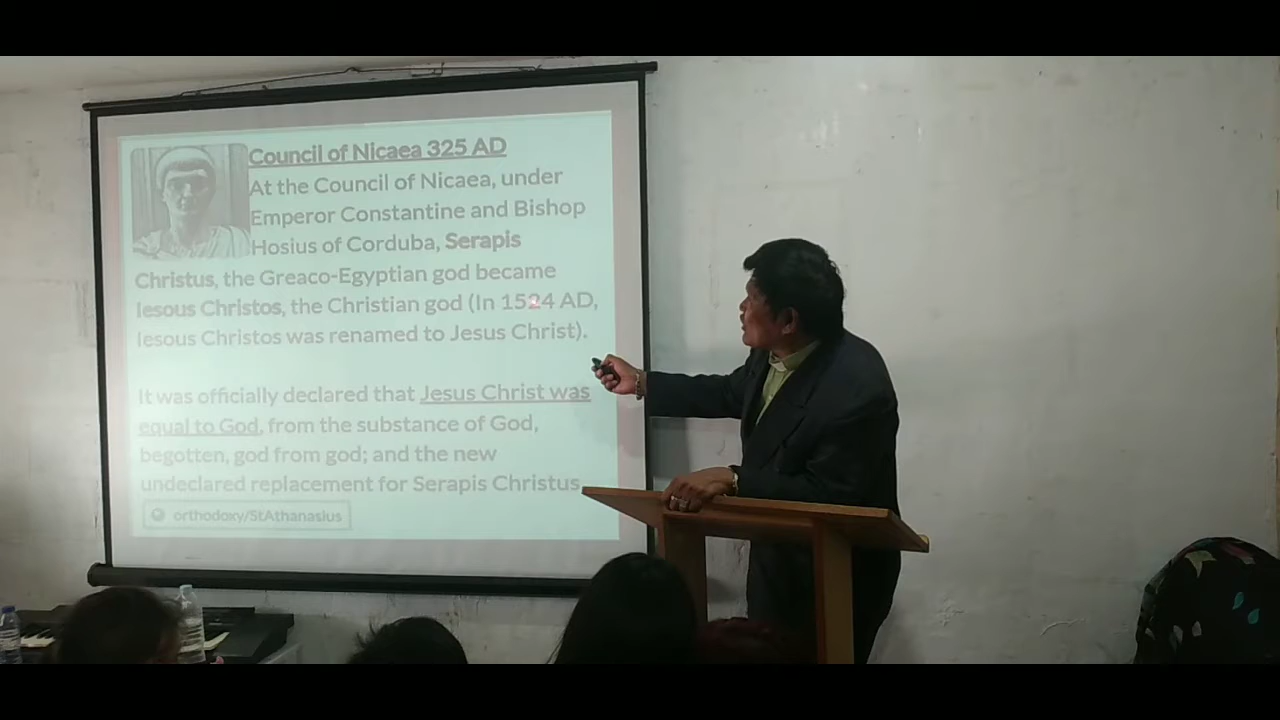 Council of Nicaea 325 AD
At the Council of Nicaea, under
Emperor Constantine and Bishop
Hosius of Corduba, Serapis
Christus, the Greaco-Egyptian god became
Iesous Christos, the Christian god (In 1524 AD,
Iesous Christos was renamed to Jesus Christ).
It was officially declared that Jesus Christ was
equal to God, from the substance of God,
begotten, god from god; and the new
undeclared replacement for Serapis Christus
orthodoxy/StAthanasius